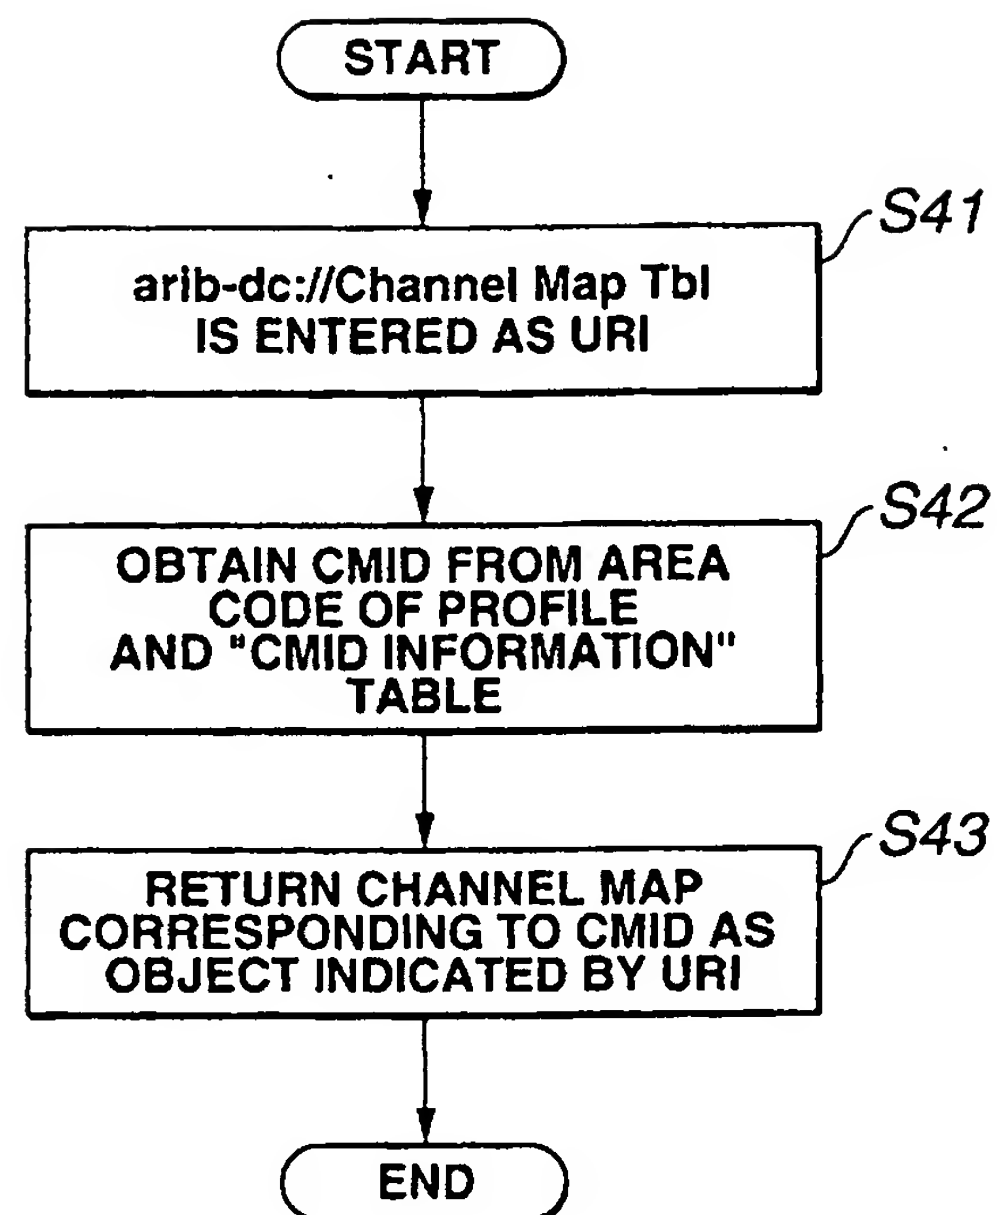 START
S41
arib-dc://Channel Map Tbl
IS ENTERED AS URI
S42
OBTAIN CMID FROM AREA
CODE OF PROFILE
AND "CMID INFORMATION"
TABLE
S43
RETURN CHANNEL MAP
CORRESPONDING TO CMID AS
OBJECT INDICATED BY URI
END